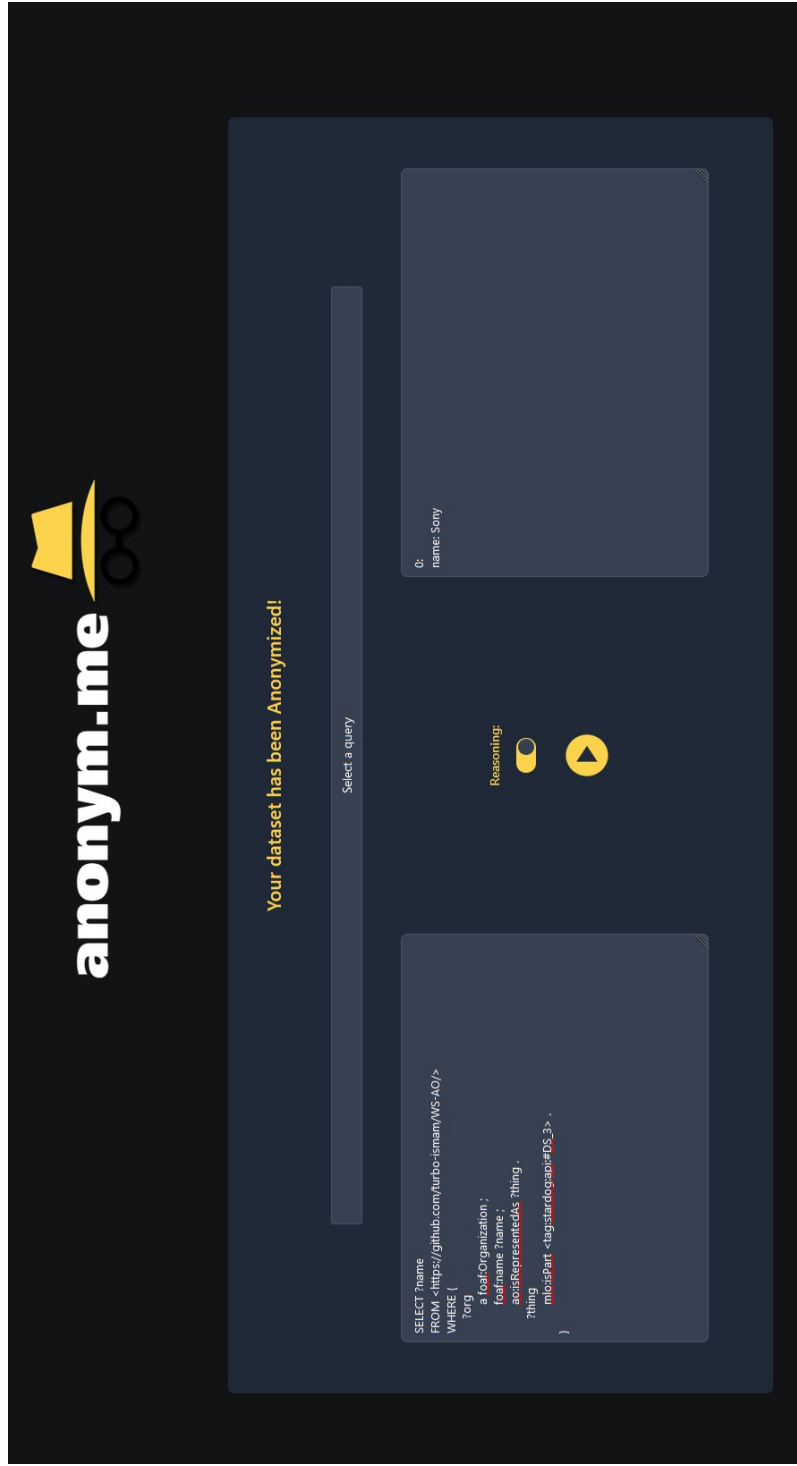 anonym.me
Your dataset has been Anonymized!
Select a query
SELECT ?name
FROM <https://github.com/turbo-ismam/WS-AO/>
WHERE {
?org
a foaf:Organization ;
foaf:name ?name ;
ao:isRepresentedAs ?thing .
?thing
mlo:isPart <tag:stardog:api:#DS_3> .
}
Reasoning:
0:
name: Sony